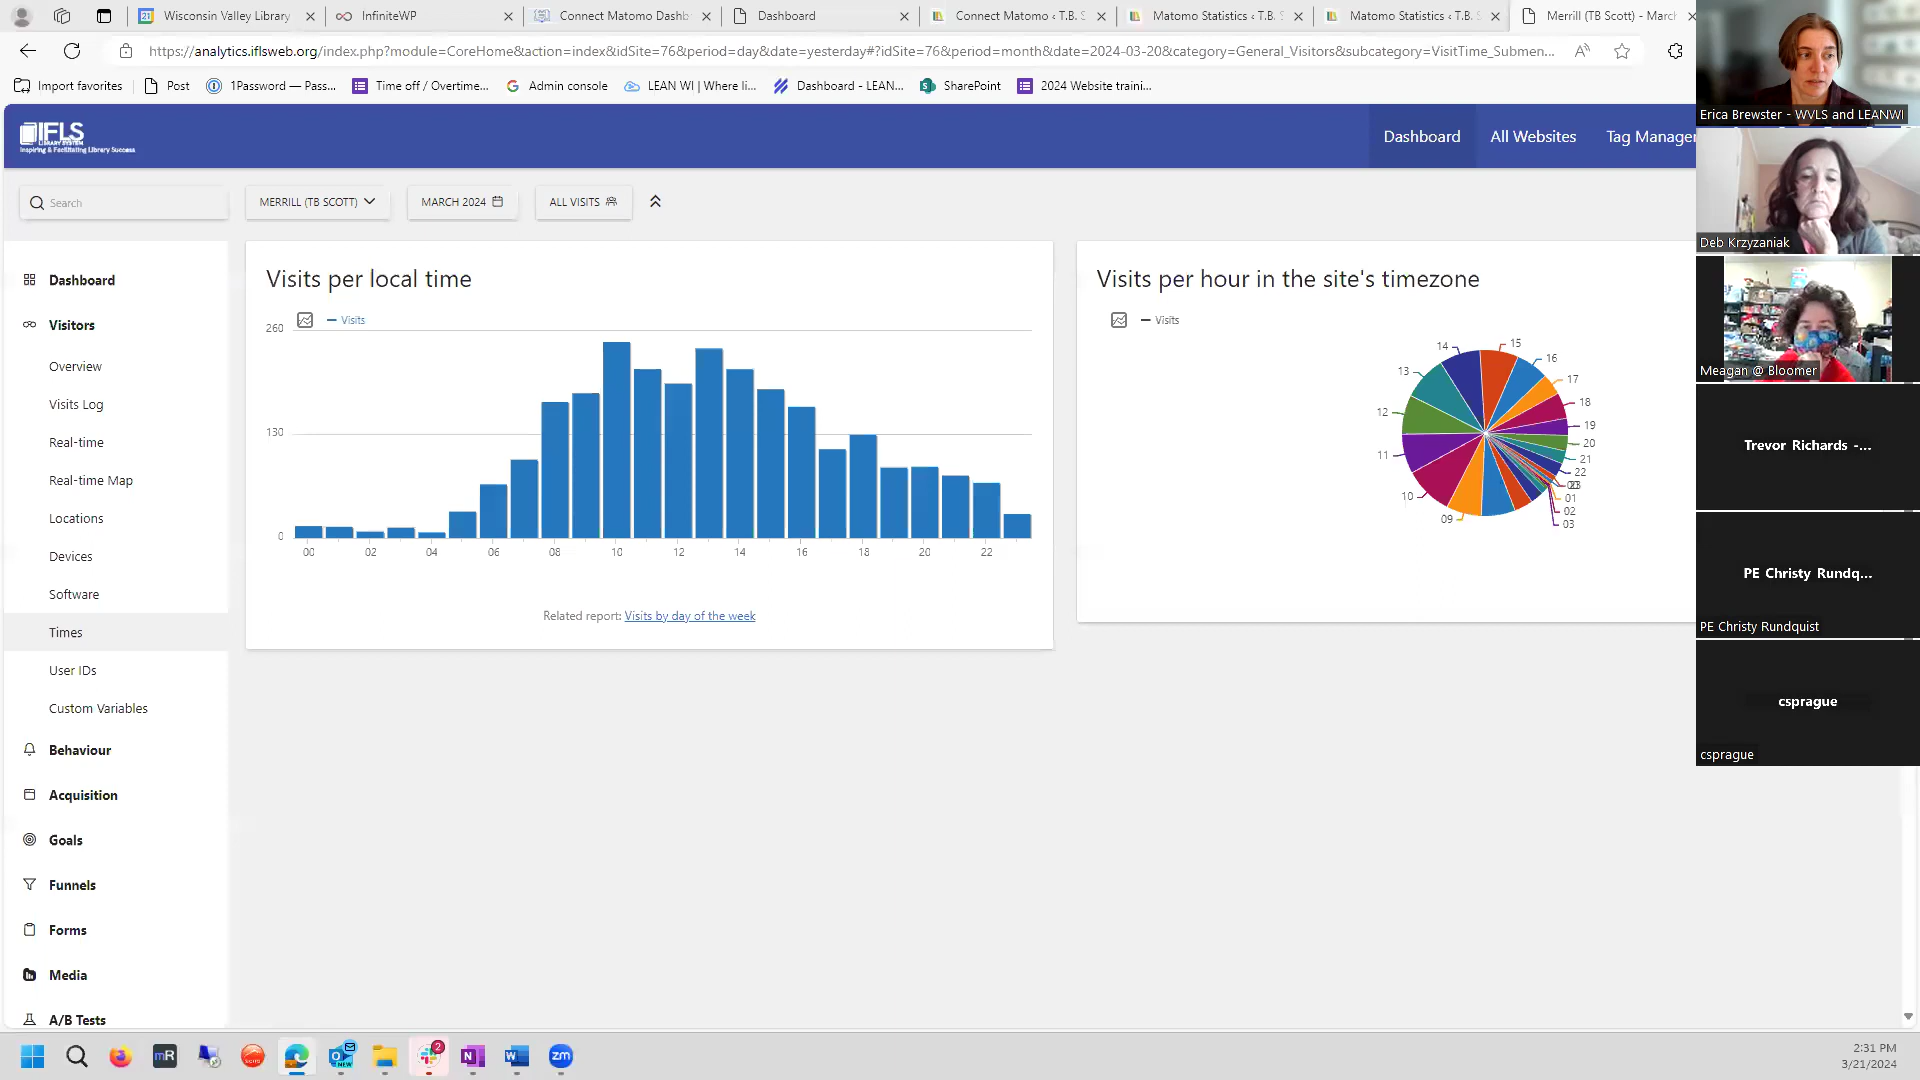 Wisconsin Valley Library
InfiniteWP
Connect Matomo Dashb
Dashboard
Connect Matomo ‹ T.B. S
Matomo Statistics ‹ T.B. S
Matomo Statistics ‹ T.B. S
Merrill (TB Scott) - March
https://analytics.iflsweb.org/index.php?module=CoreHome&action=index&idSite=76&period=day&date=yesterday#?idSite=76&period=month&date=2024-03-20&category=General_Visitors&subcategory=VisitTime_Submen...
Import favorites
Post
1Password — Pass...
Time off / Overtime...
Admin console
LEAN WI | Where li...
Dashboard - LEAN...
SharePoint
2024 Website traini...
IFLS
LIBRARY SYSTEM
Inspiring & Facilitating Library Success
Dashboard
All Websites
Tag Manager
Search
MERRILL (TB SCOTT)
MARCH 2024
ALL VISITS
Dashboard
Visitors
Overview
Visits Log
Real-time
Real-time Map
Locations
Devices
Software
Times
User IDs
Custom Variables
Behaviour
Acquisition
Goals
Funnels
Forms
Media
A/B Tests
Visits per local time
Visits
260
130
0
00 02 04 06 08 10 12 14 16 18 20 22
Related report: Visits by day of the week
Visits per hour in the site's timezone
Visits
14
15
16
13
17
18
12
19
20
11
21
22
23
10
01
02
09
03
Erica Brewster - WVLS and LEANWI
Deb Krzyzaniak
Meagan @ Bloomer
Trevor Richards -...
PE Christy Rundq...
PE Christy Rundquist
csprague
csprague
21
mR
NEW
2
N
W
zm
2:31 PM
3/21/2024